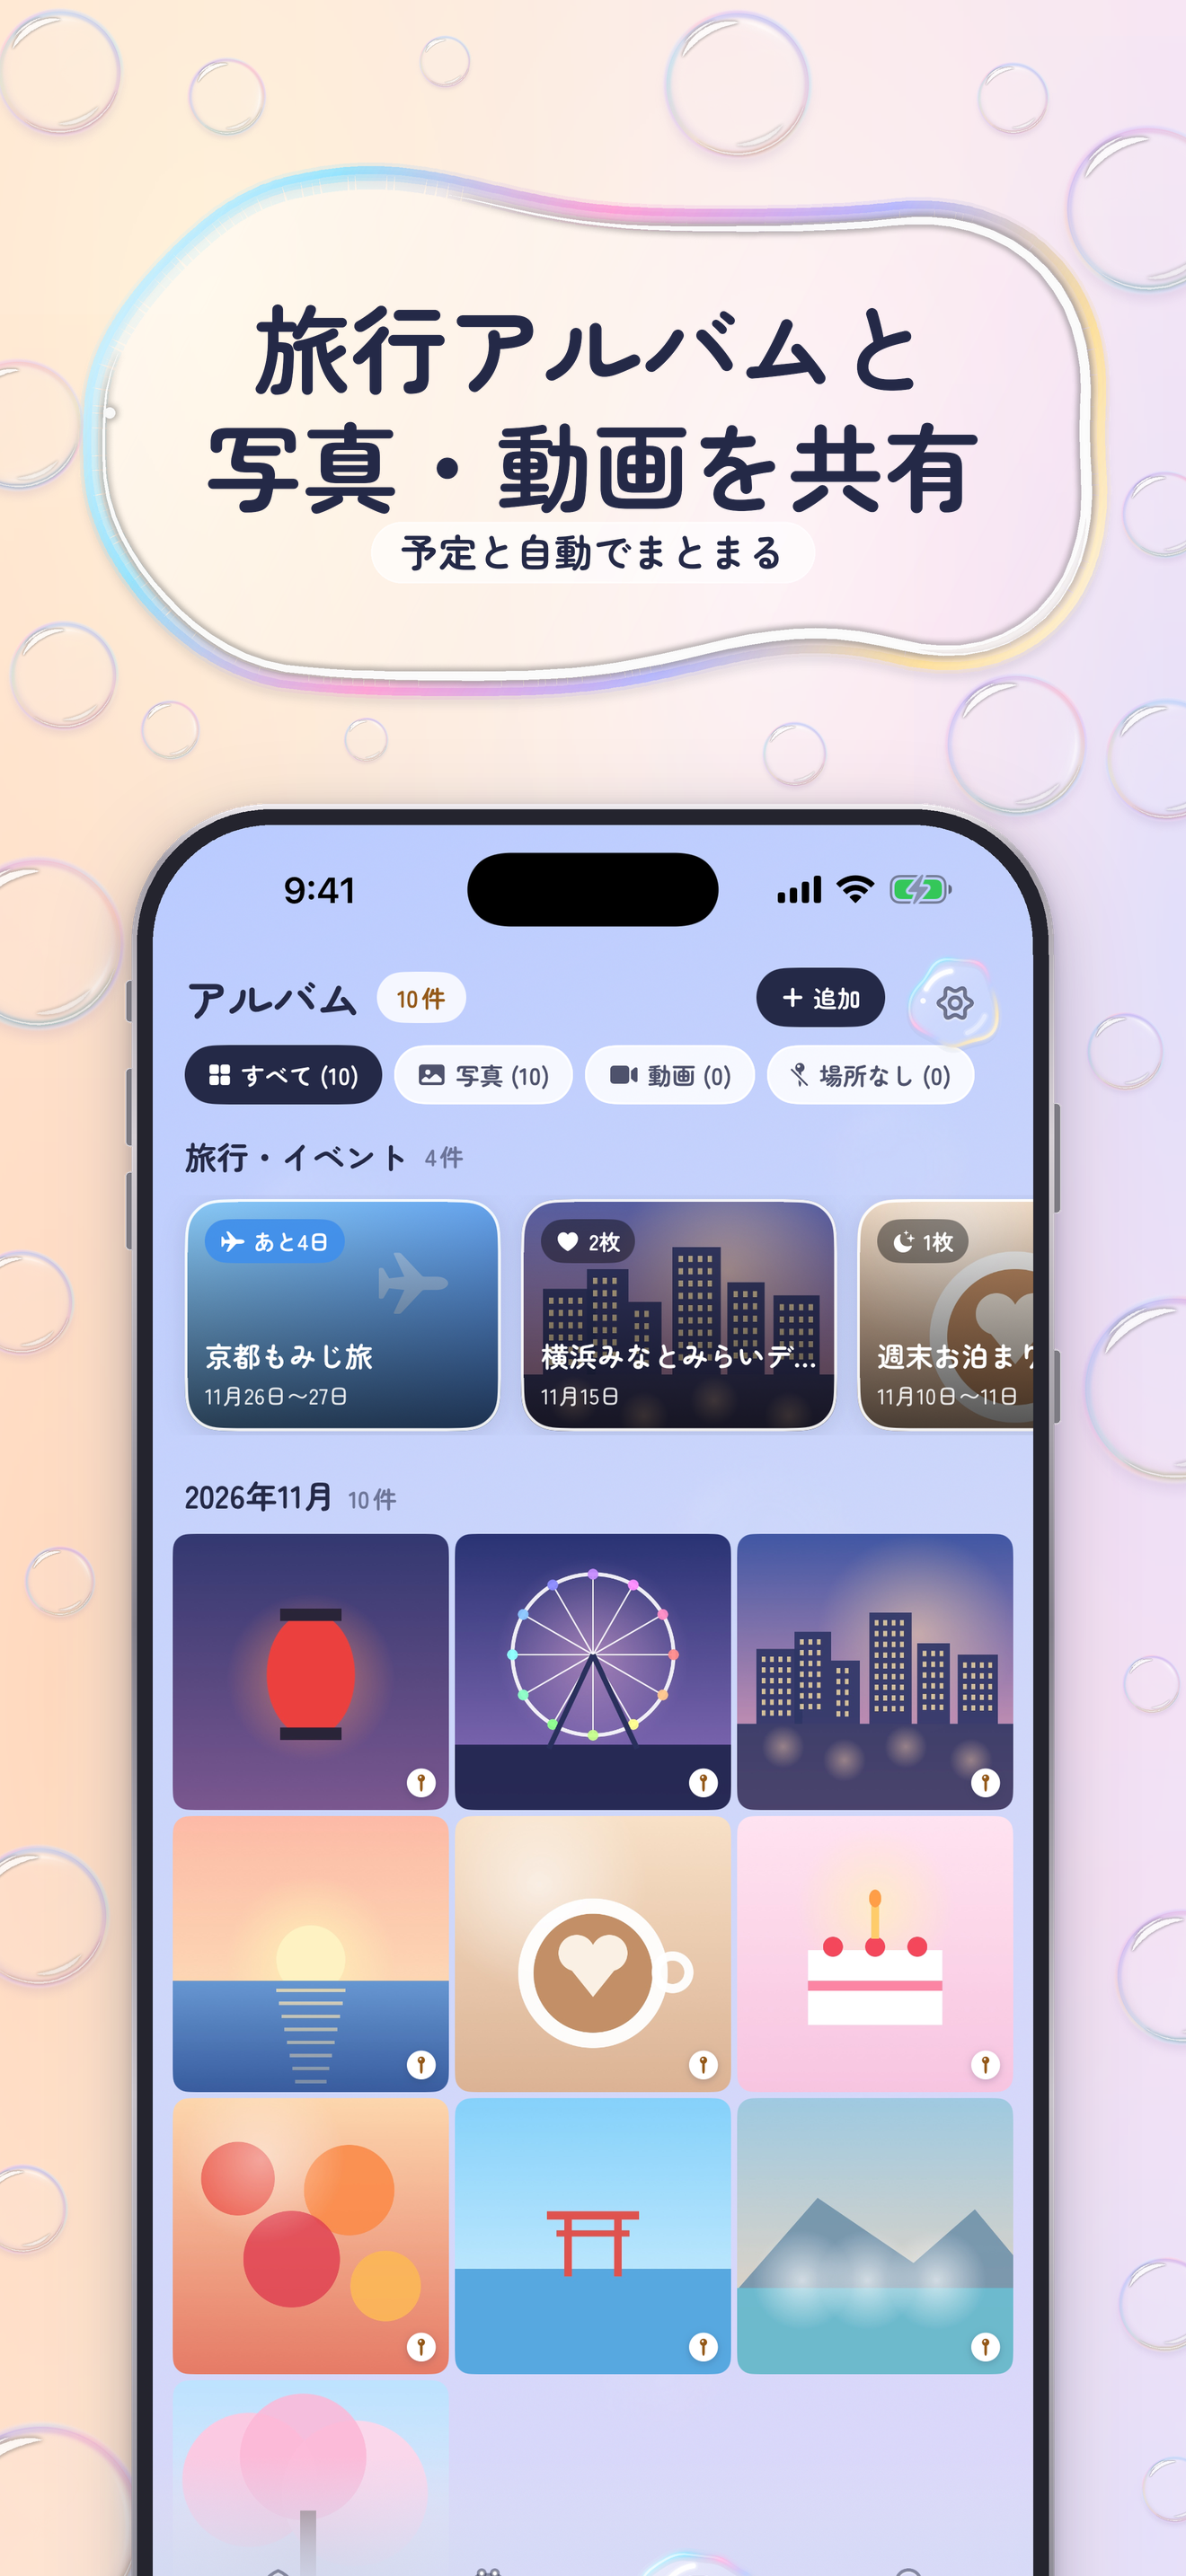 旅行アルバムと
写真・動画を共有
予定と自動でまとまる
9:41
アルバム 10件 + 追加
すべて (10) 写真 (10) 動画 (0) 場所なし (0)
旅行・イベント 4件
あと4日 2枚 1枚
京都もみじ旅 横浜みなとみらいデ... 週末お泊まり
11月26日〜27日 11月15日 11月10日〜11日
2026年11月 10件